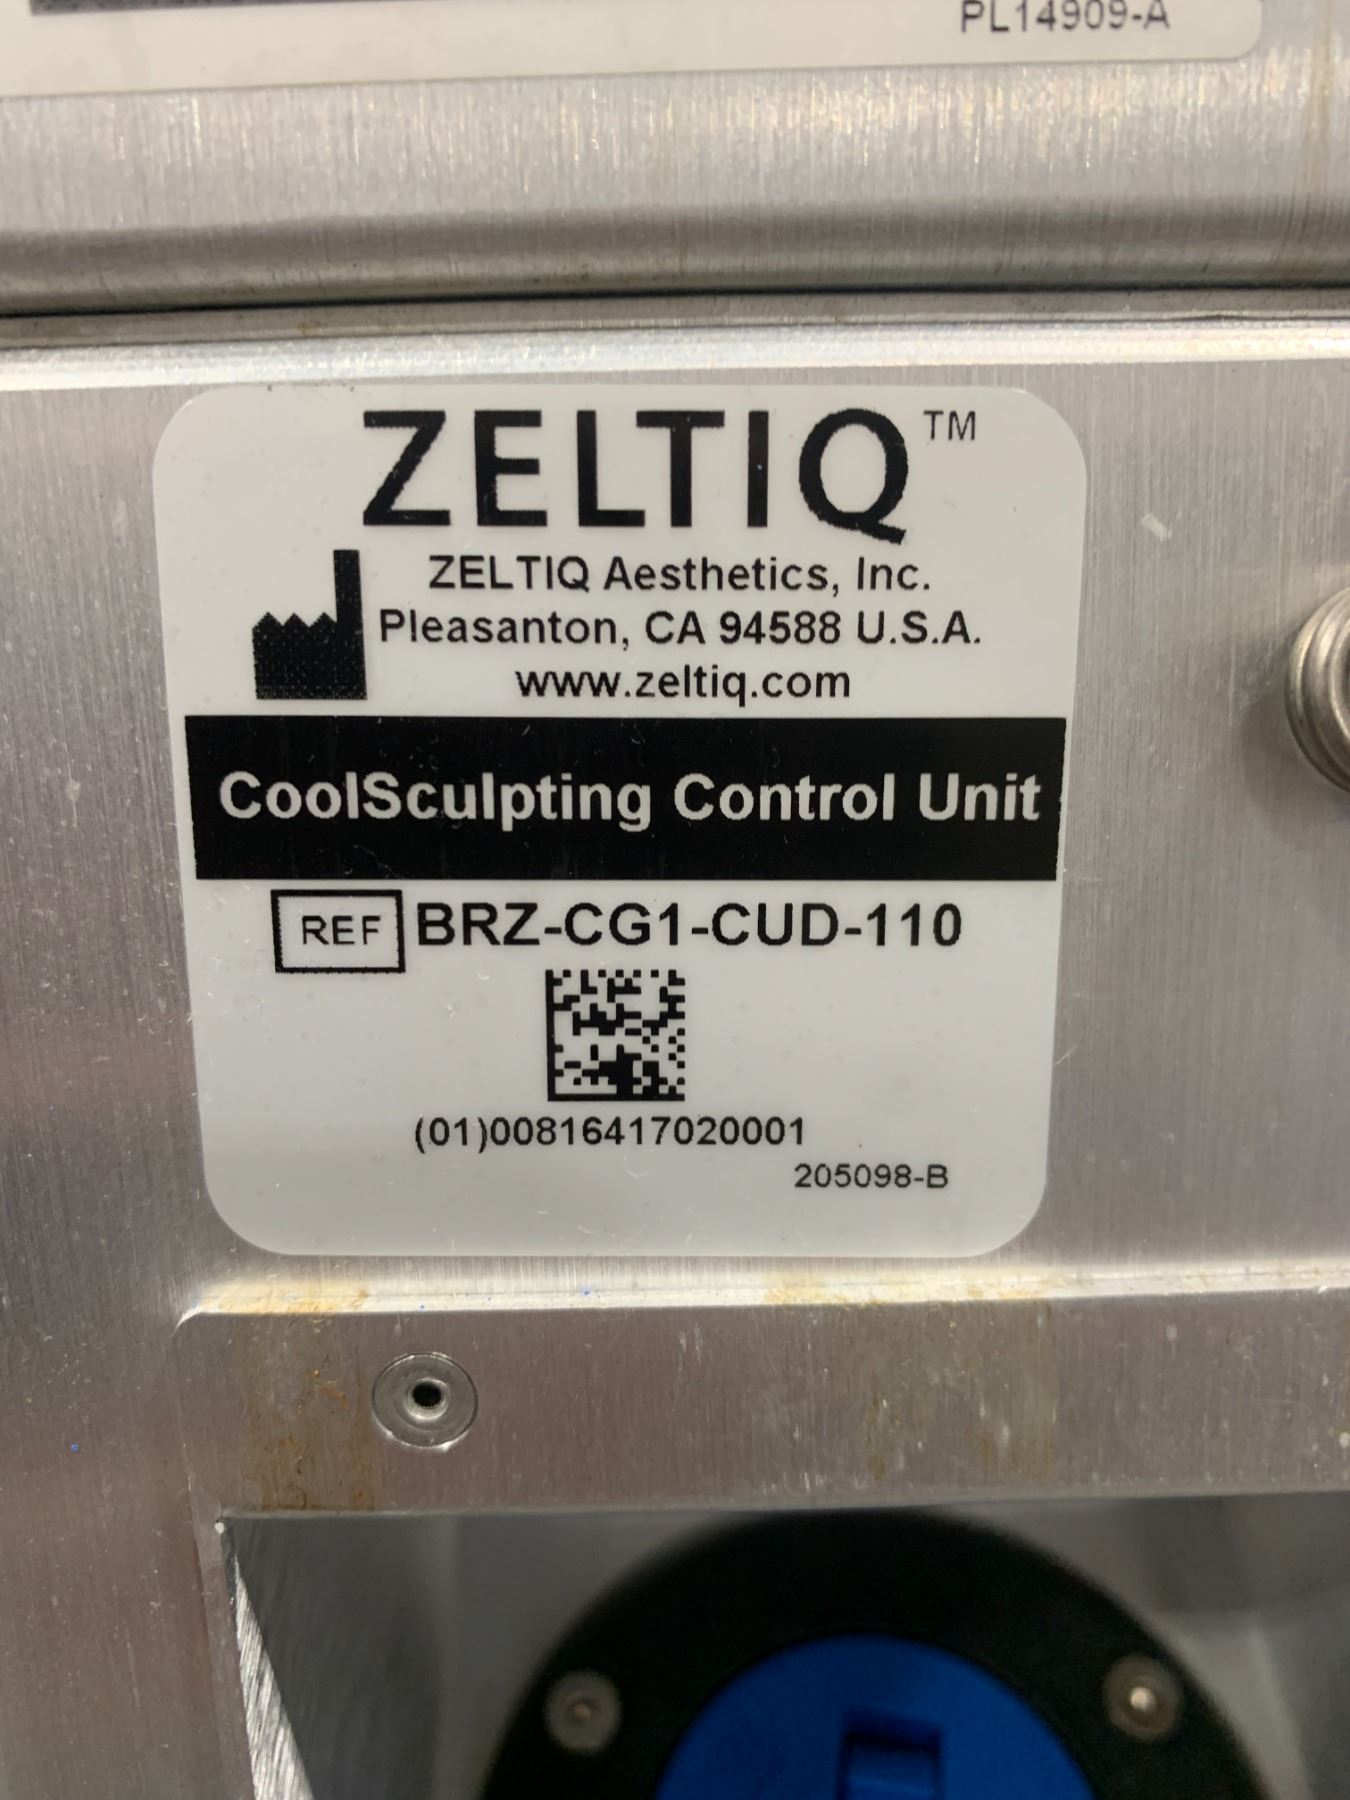 PL14909-A
ZELTIQ™
ZELTIQ Aesthetics, Inc.
Pleasanton, CA 94588 U.S.A.
www.zeltiq.com
CoolSculpting Control Unit
REF BRZ-CG1-CUD-110
(01)00816417020001
205098-B